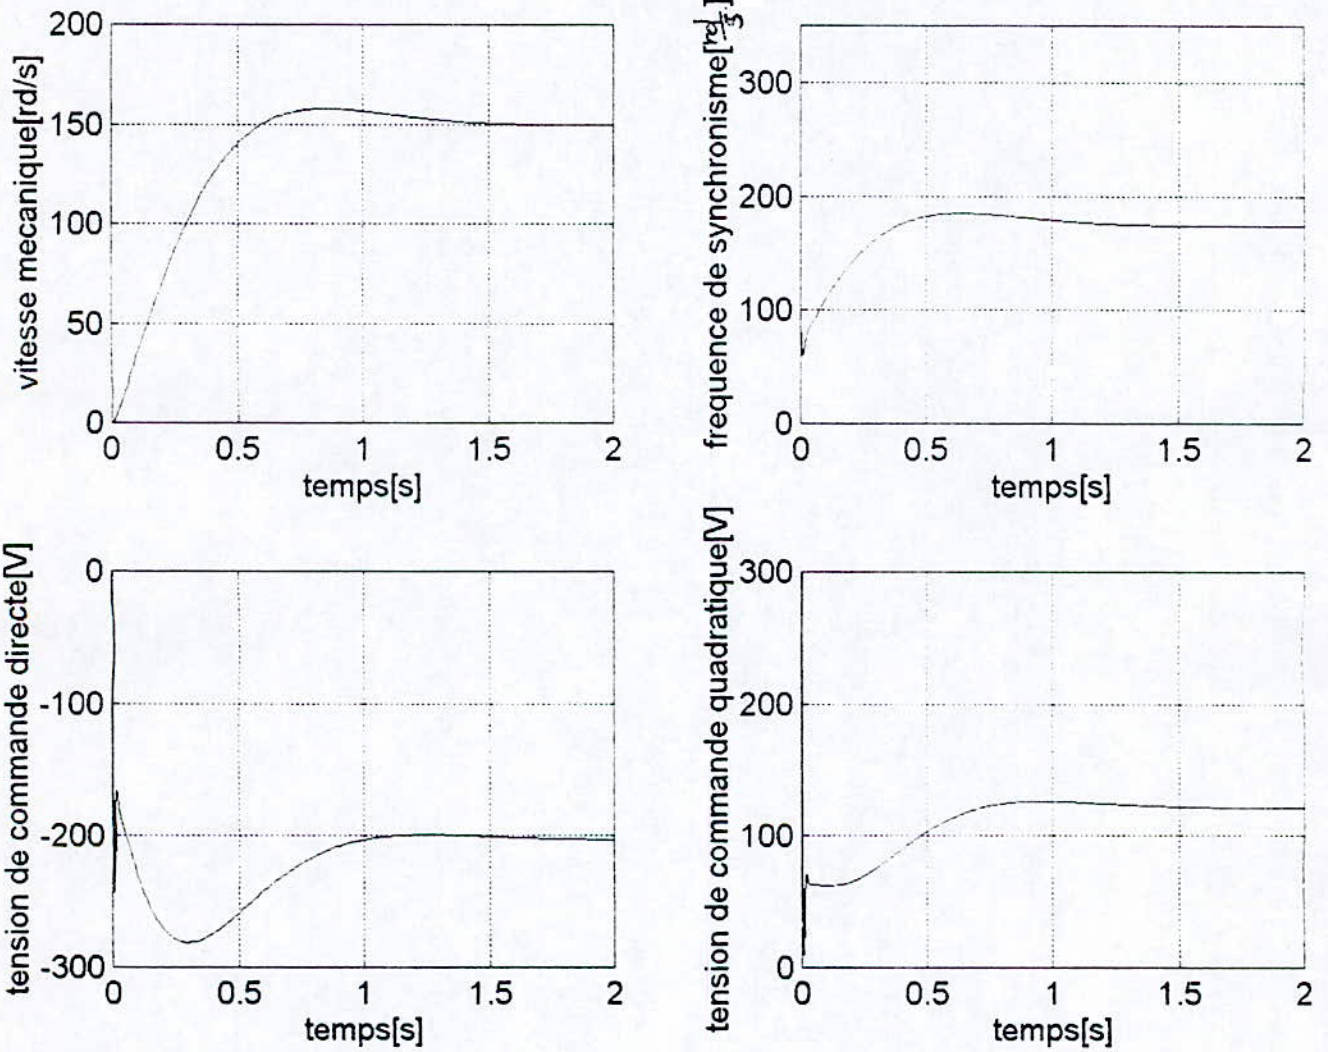 vitesse mecanique[rd/s]
200
150
100
50
0
0 0.5 1 1.5 2
temps[s]
frequence de synchronisme[rd/s]
300
200
100
0
0 0.5 1 1.5 2
temps[s]
tension de commande directe[V]
0
-100
-200
-300
0 0.5 1 1.5 2
temps[s]
tension de commande quadratique[V]
300
200
100
0
0 0.5 1 1.5 2
temps[s]